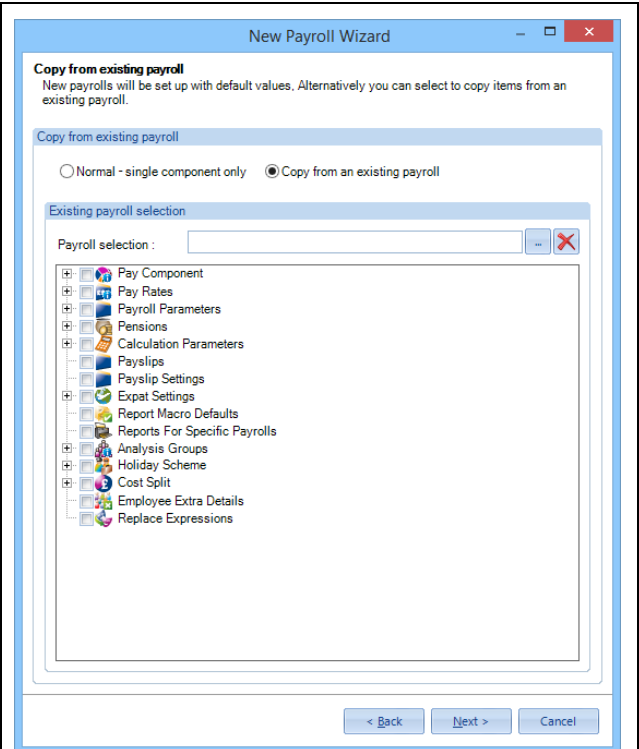 New Payroll Wizard
Copy from existing payroll
New payrolls will be set up with default values, Alternatively you can select to copy items from an
existing payroll.
Copy from existing payroll
Normal - single component only Copy from an existing payroll
Existing payroll selection
Payroll selection : ...
Pay Component
Pay Rates
Payroll Parameters
Pensions
Calculation Parameters
Payslips
Payslip Settings
Expat Settings
Report Macro Defaults
Reports For Specific Payrolls
Analysis Groups
Holiday Scheme
Cost Split
Employee Extra Details
Replace Expressions
< Back Next > Cancel